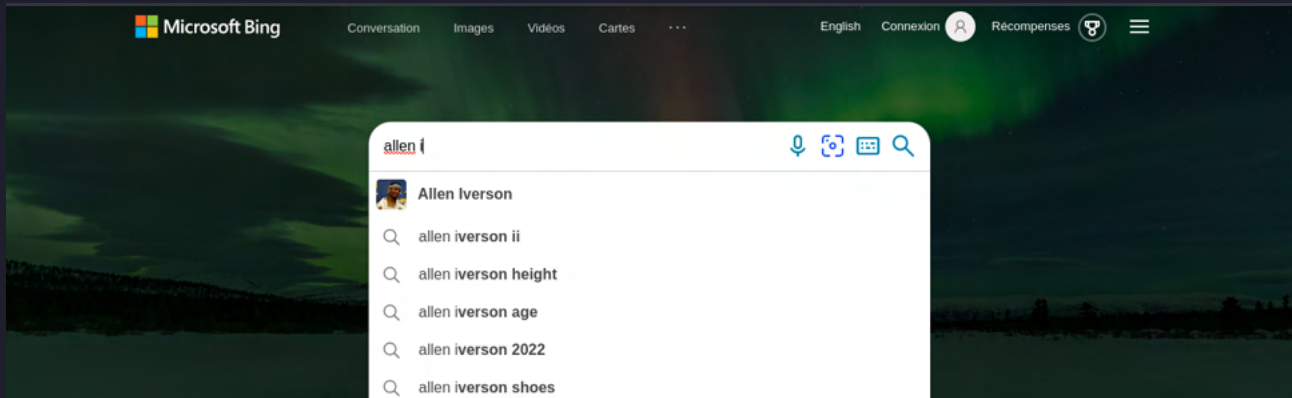 Microsoft Bing Conversation Images Vidéos Cartes ··· English Connexion Récompenses
allen i
Allen Iverson
allen iverson ii
allen iverson height
allen iverson age
allen iverson 2022
allen iverson shoes